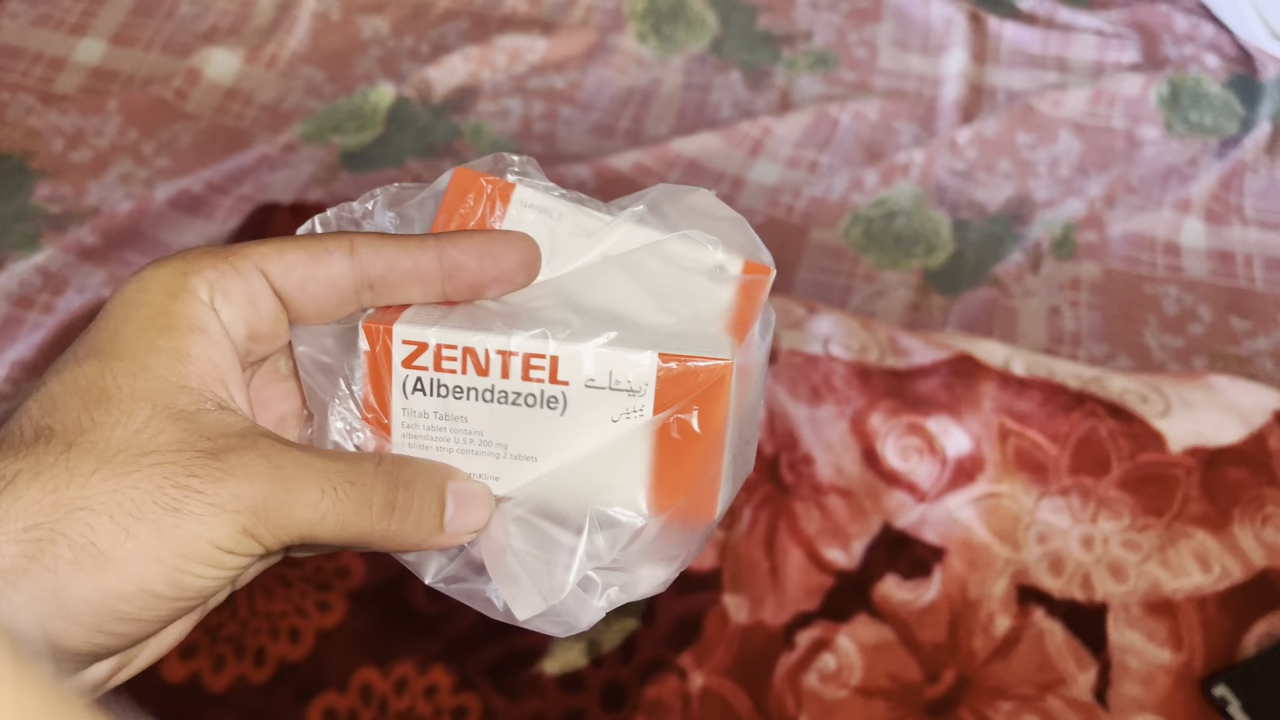 ZENTEL
زینٹل
(Albendazole)
ٹیبلیٹس
Tiltab Tablets
Each tablet contains
albendazole U.S.P. 200 mg
1 blister strip containing 2 tablets